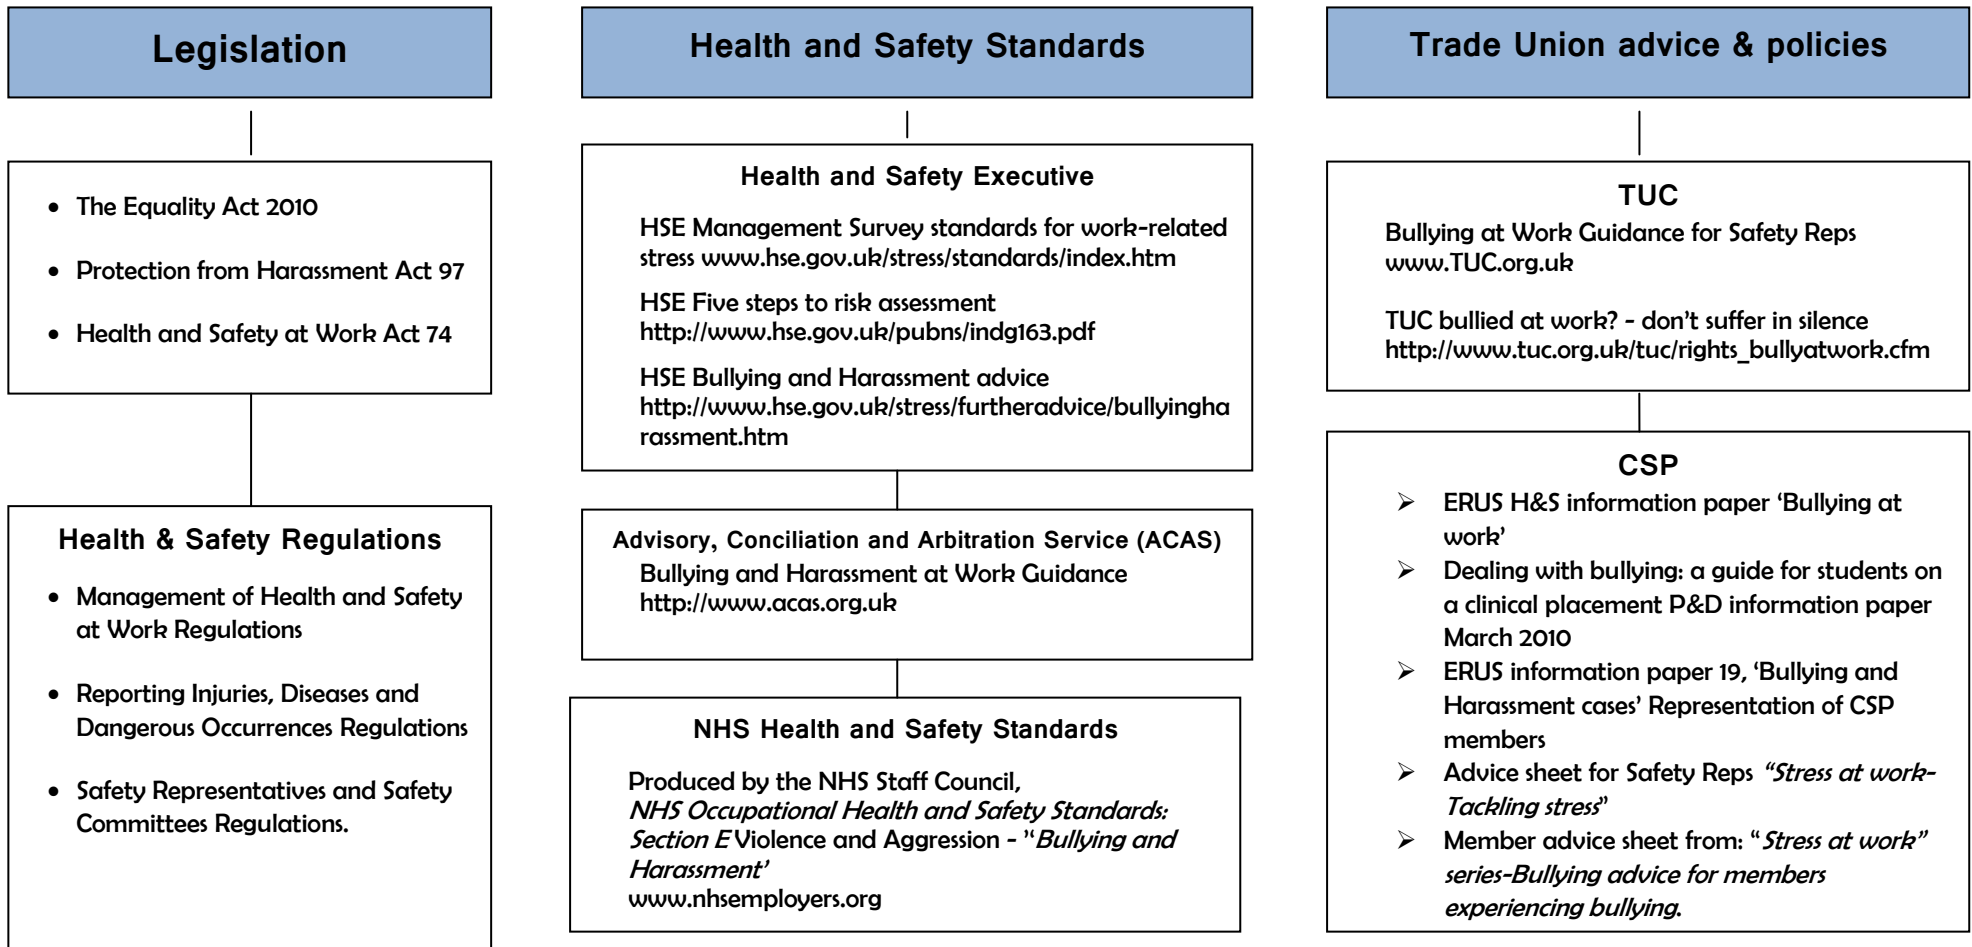 Legislation
• The Equality Act 2010
• Protection from Harassment Act 97
• Health and Safety at Work Act 74
Health & Safety Regulations
• Management of Health and Safety
at Work Regulations
• Reporting Injuries, Diseases and
Dangerous Occurrences Regulations
• Safety Representatives and Safety
Committees Regulations.
Health and Safety Standards
Health and Safety Executive
HSE Management Survey standards for work-related
stress www.hse.gov.uk/stress/standards/index.htm
HSE Five steps to risk assessment
http://www.hse.gov.uk/pubns/indg163.pdf
HSE Bullying and Harassment advice
http://www.hse.gov.uk/stress/furtheradvice/bullyingha
rassment.htm
Advisory, Conciliation and Arbitration Service (ACAS)
Bullying and Harassment at Work Guidance
http://www.acas.org.uk
NHS Health and Safety Standards
Produced by the NHS Staff Council,
NHS Occupational Health and Safety Standards:
Section E Violence and Aggression - “Bullying and
Harassment’
www.nhsemployers.org
Trade Union advice & policies
TUC
Bullying at Work Guidance for Safety Reps
www.TUC.org.uk
TUC bullied at work? - don’t suffer in silence
http://www.tuc.org.uk/tuc/rights_bullyatwork.cfm
CSP
➢ ERUS H&S information paper ‘Bullying at
work’
➢ Dealing with bullying: a guide for students on
a clinical placement P&D information paper
March 2010
➢ ERUS information paper 19, ‘Bullying and
Harassment cases’ Representation of CSP
members
➢ Advice sheet for Safety Reps “Stress at work-
Tackling stress”
➢ Member advice sheet from: “Stress at work”
series-Bullying advice for members
experiencing bullying.